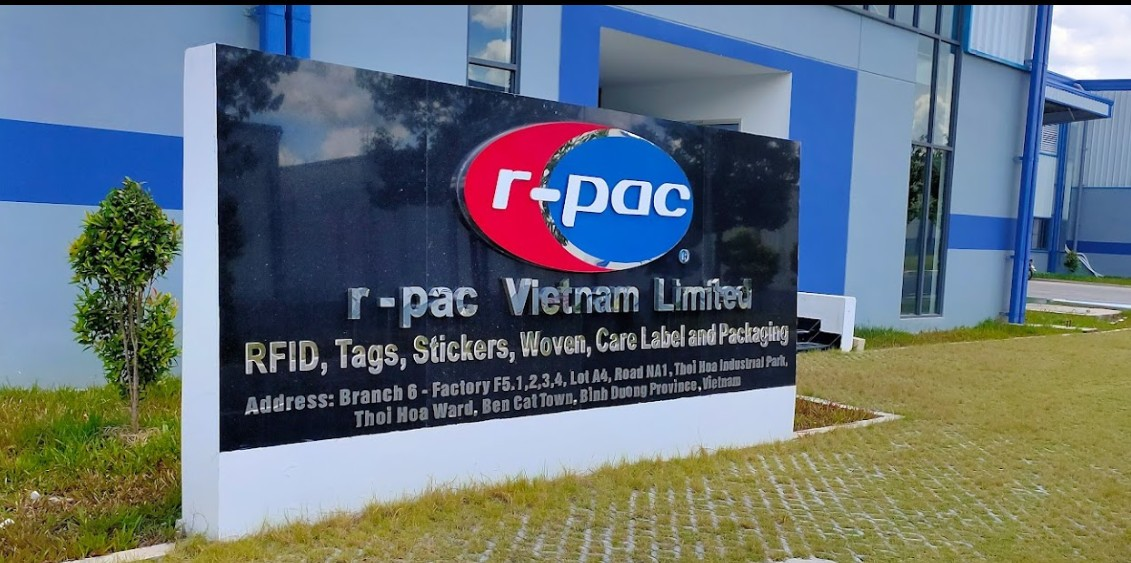 r-pac
®
r-pac Vietnam Limited
RFID, Tags, Stickers, Woven, Care Label and Packaging
Address: Branch 6 - Factory F5.1,2,3,4, Lot A4, Road NA1, Thoi Hoa Industrial Park,
Thoi Hoa Ward, Ben Cat Town, Binh Duong Province, Vietnam